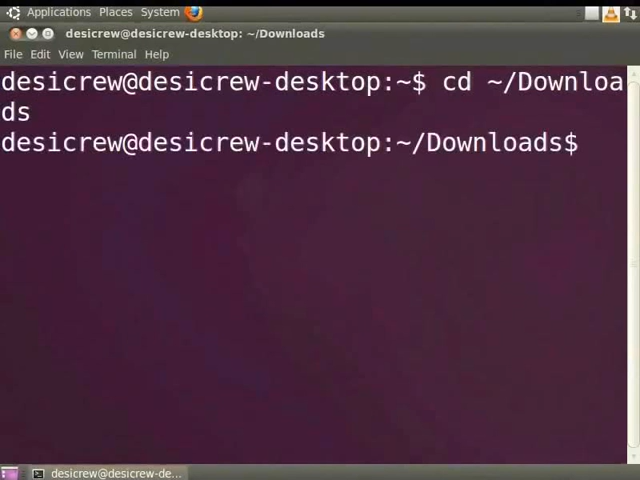 Applications Places System
desicrew@desicrew-desktop: ~/Downloads
File Edit View Terminal Help
desicrew@desicrew-desktop:~$ cd ~/Downloa
ds
desicrew@desicrew-desktop:~/Downloads$
desicrew@desicrew-de...